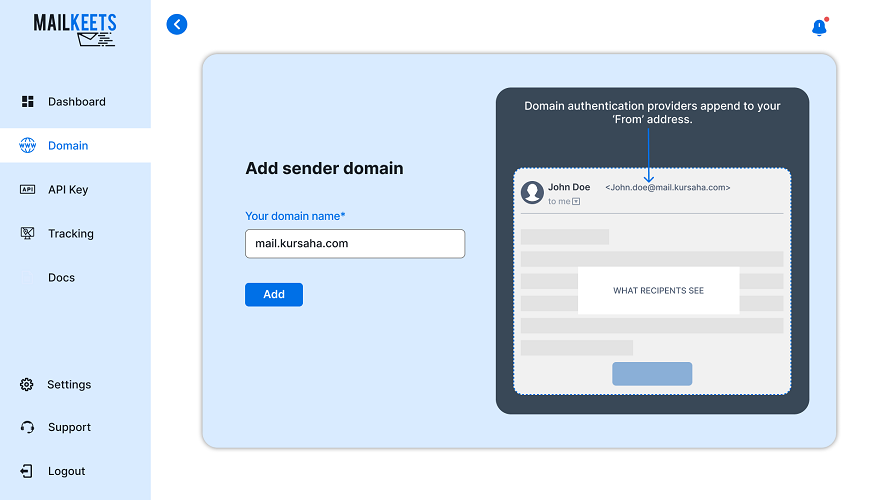 MAILKEETS
Dashboard
www
Domain
API
API Key
Tracking
Docs
Settings
Support
Logout
Add sender domain
Your domain name*
mail.kursaha.com
Add
Domain authentication providers append to your
‘From’ address.
John Doe <John.doe@mail.kursaha.com>
to me
WHAT RECIPENTS SEE